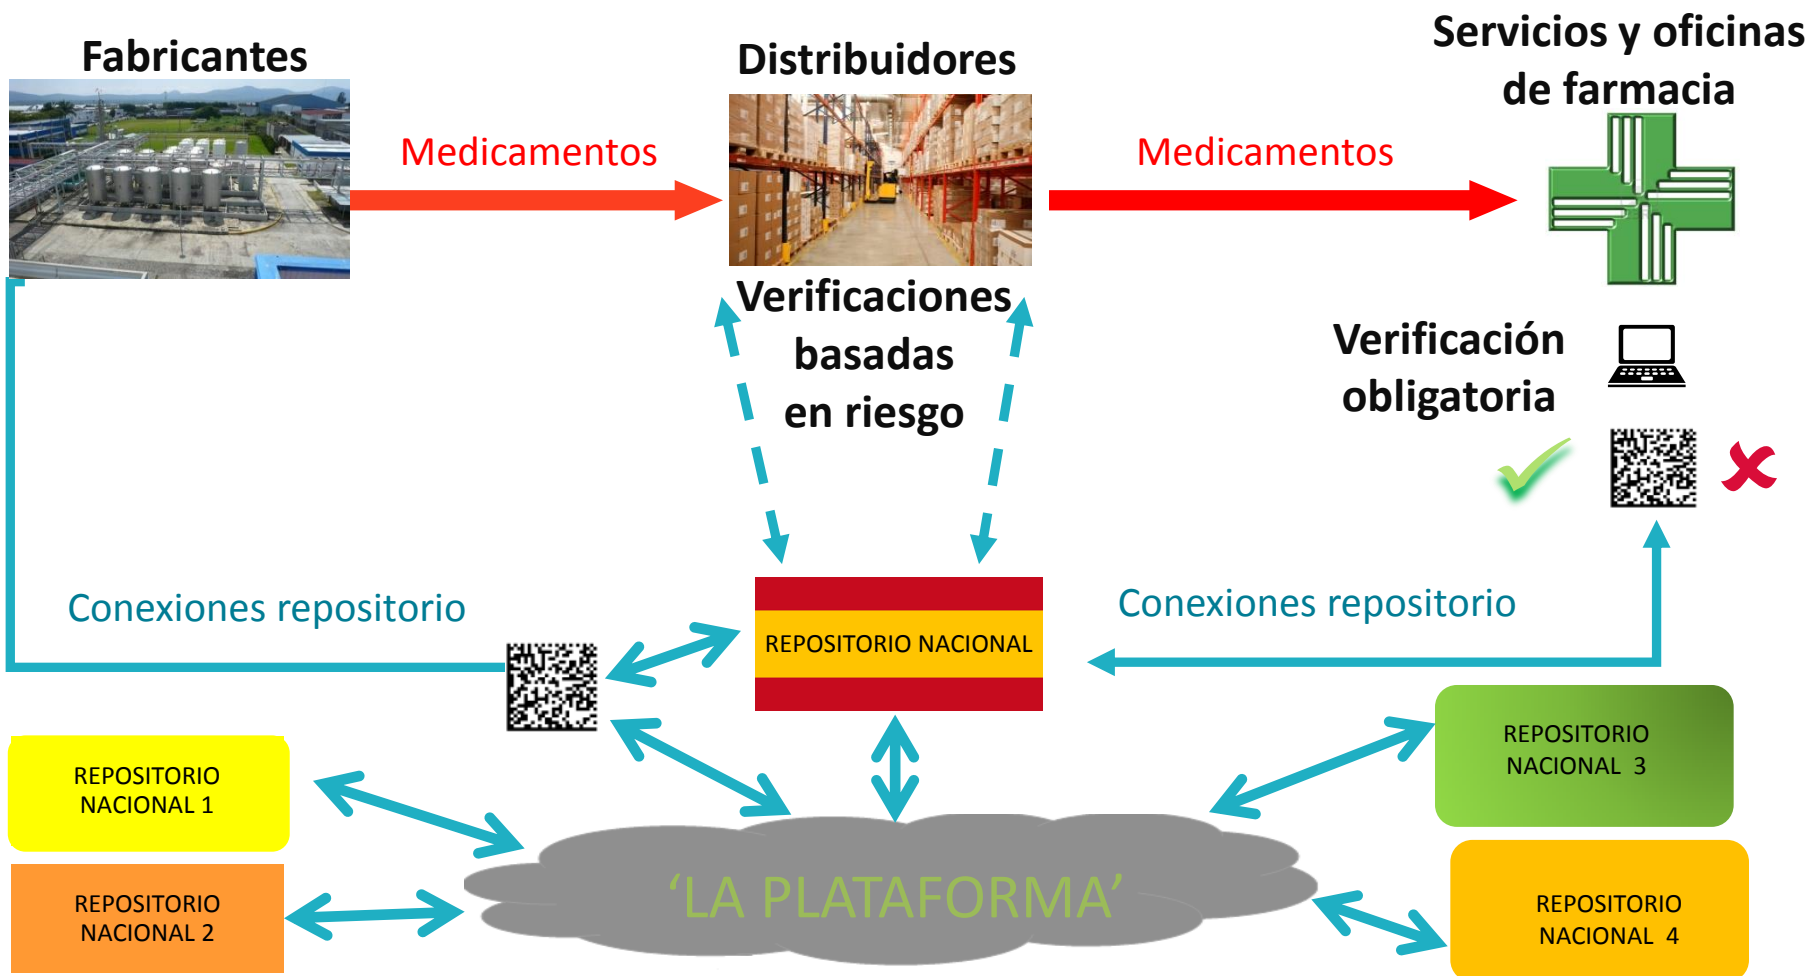 Fabricantes
Distribuidores
Servicios y oficinas
de farmacia
Medicamentos
Medicamentos
Verificaciones
basadas
en riesgo
Verificación
obligatoria
Conexiones repositorio
Conexiones repositorio
REPOSITORIO NACIONAL
REPOSITORIO
NACIONAL 1
REPOSITORIO
NACIONAL 2
REPOSITORIO
NACIONAL 3
REPOSITORIO
NACIONAL 4
‘LA PLATAFORMA’